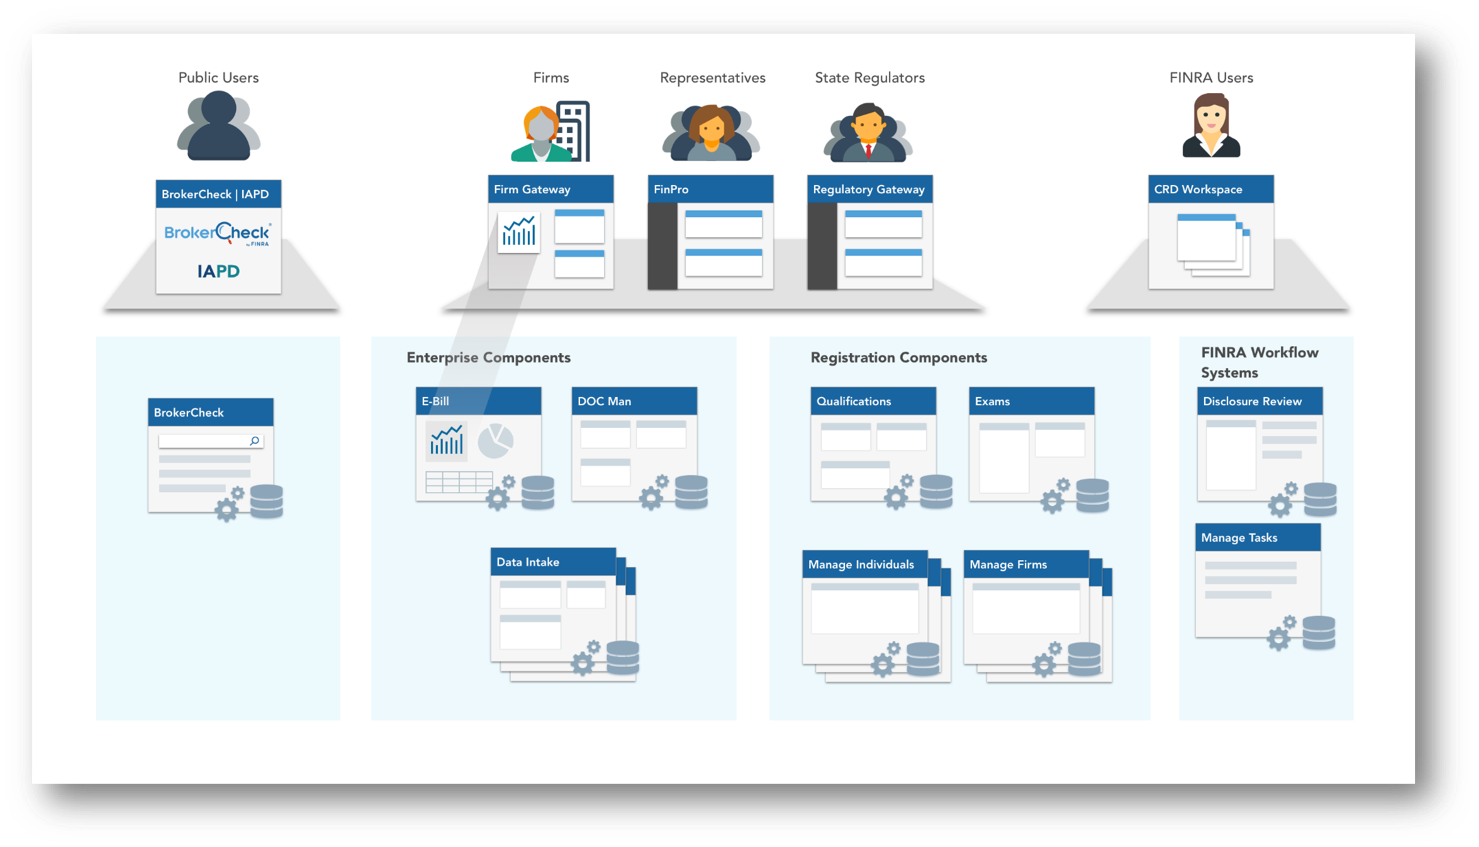 Public Users
Firms
Representatives
State Regulators
FINRA Users
BrokerCheck | IAPD
BrokerCheck
by FINRA
IAPD
Firm Gateway
FinPro
Regulatory Gateway
CRD Workspace
BrokerCheck
Enterprise Components
E-Bill
DOC Man
Data Intake
Registration Components
Qualifications
Exams
Manage Individuals
Manage Firms
FINRA Workflow
Systems
Disclosure Review
Manage Tasks